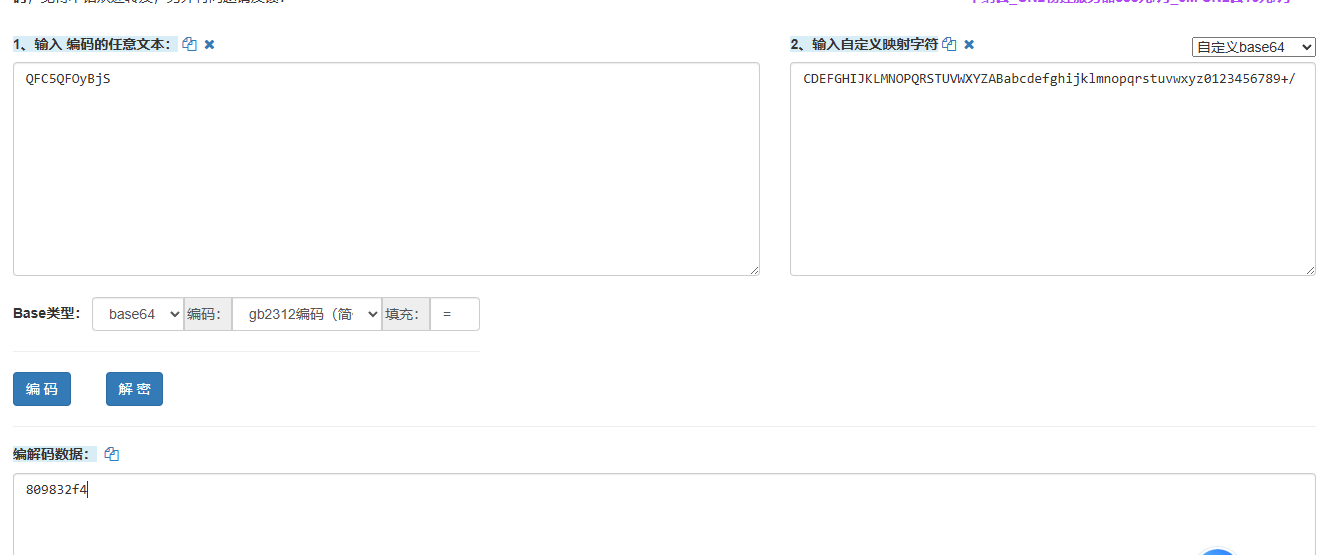 1、输入 编码的任意文本：
2、输入自定义映射字符
自定义base64
QFC5QFOyBjS
CDEFGHIJKLMNOPQRSTUVWXYZABabcdefghijklmnopqrstuvwxyz0123456789+/
Base类型： base64 编码： gb2312编码（简 填充： =
编 码 解 密
编解码数据：
809832f4